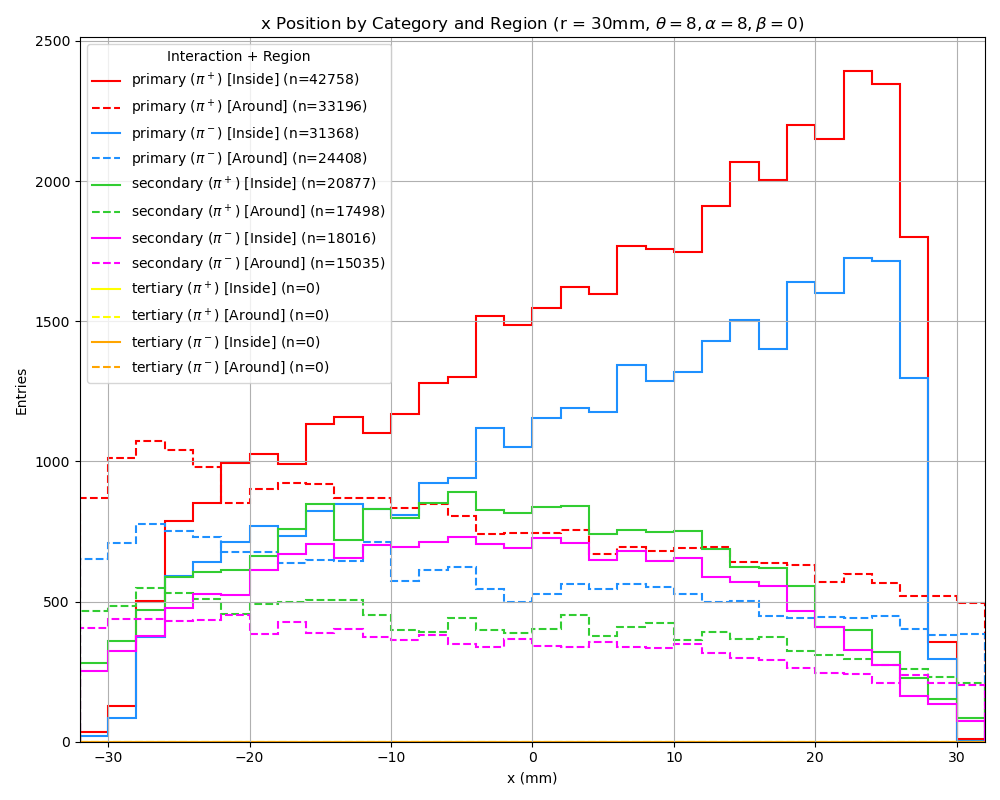 x Position by Category and Region (r = 30mm, θ = 8, α = 8, β = 0)
2500
2000
1500
1000
500
0
Entries
Interaction + Region
primary (π⁺) [Inside] (n=42758)
primary (π⁺) [Around] (n=33196)
primary (π⁻) [Inside] (n=31368)
primary (π⁻) [Around] (n=24408)
secondary (π⁺) [Inside] (n=20877)
secondary (π⁺) [Around] (n=17498)
secondary (π⁻) [Inside] (n=18016)
secondary (π⁻) [Around] (n=15035)
tertiary (π⁺) [Inside] (n=0)
tertiary (π⁺) [Around] (n=0)
tertiary (π⁻) [Inside] (n=0)
tertiary (π⁻) [Around] (n=0)
−30 −20 −10 0 10 20 30
x (mm)